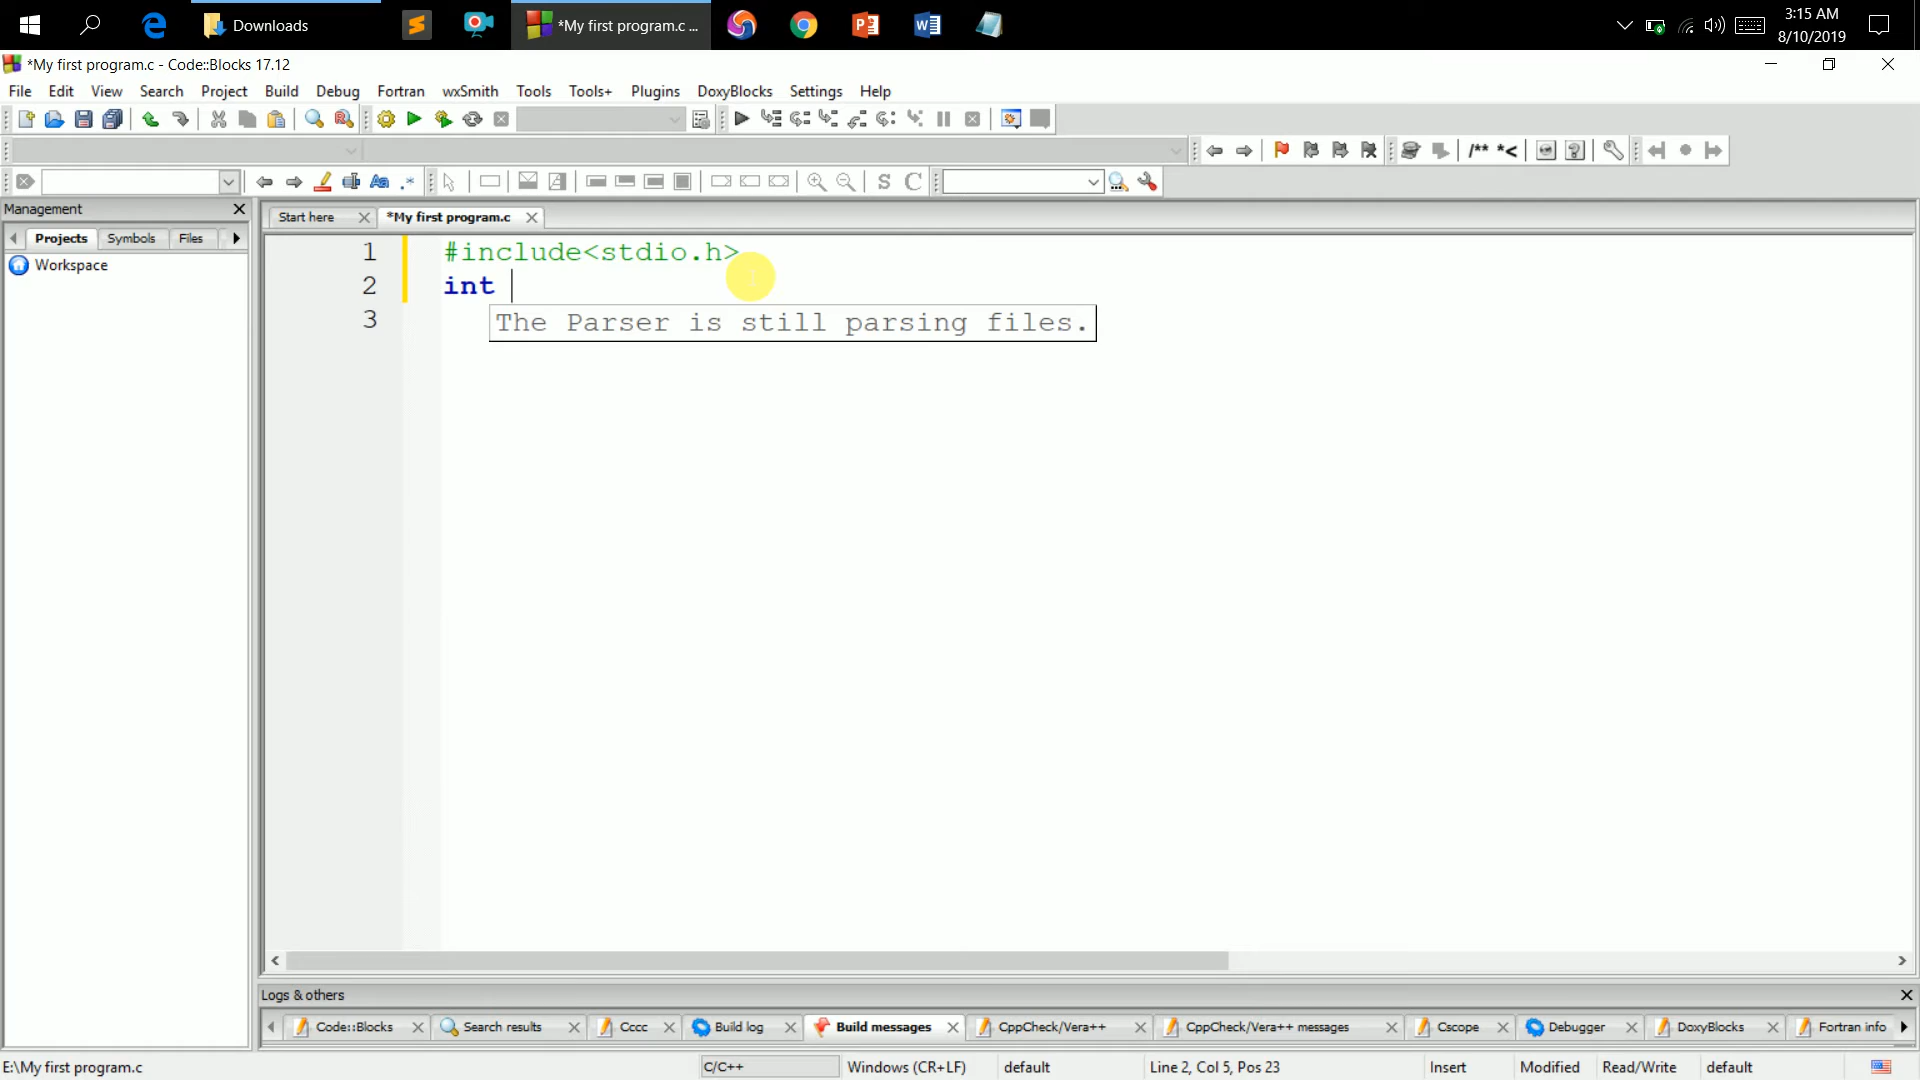 Downloads
*My first program.c ...
3:15 AM
8/10/2019
*My first program.c - Code::Blocks 17.12
File Edit View Search Project Build Debug Fortran wxSmith Tools Tools+ Plugins DoxyBlocks Settings Help
/** *<
Aa .* S C
Management
Start here *My first program.c
Projects Symbols Files
Workspace
1 #include<stdio.h>
2 int
3
The Parser is still parsing files.
Logs & others
Code::Blocks Search results Cccc Build log Build messages CppCheck/Vera++ CppCheck/Vera++ messages Cscope Debugger DoxyBlocks Fortran info
E:\My first program.c C/C++ Windows (CR+LF) default Line 2, Col 5, Pos 23 Insert Modified Read/Write default